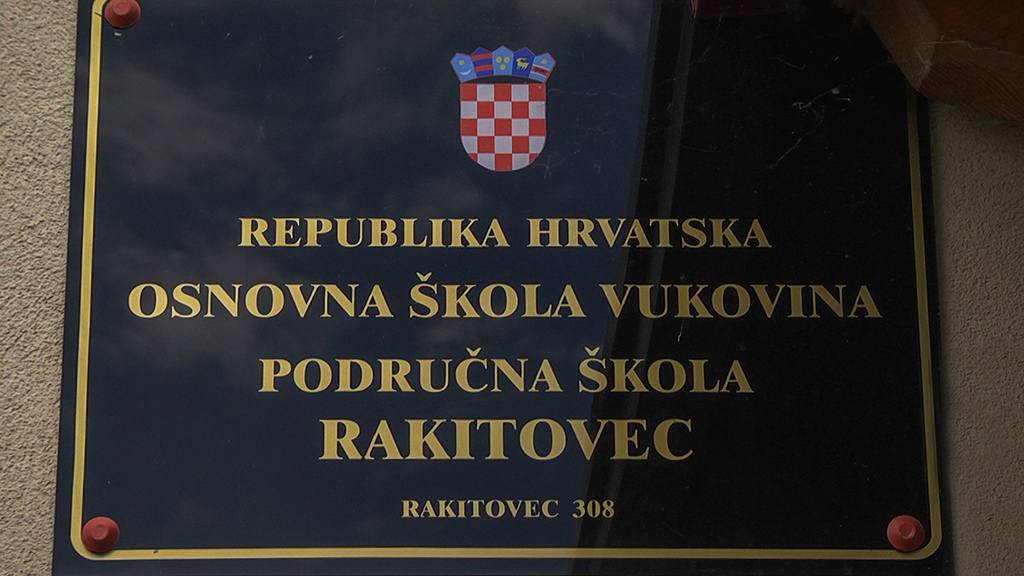 REPUBLIKA HRVATSKA
OSNOVNA ŠKOLA VUKOVINA
PODRUČNA ŠKOLA
RAKITOVEC
RAKITOVEC 308